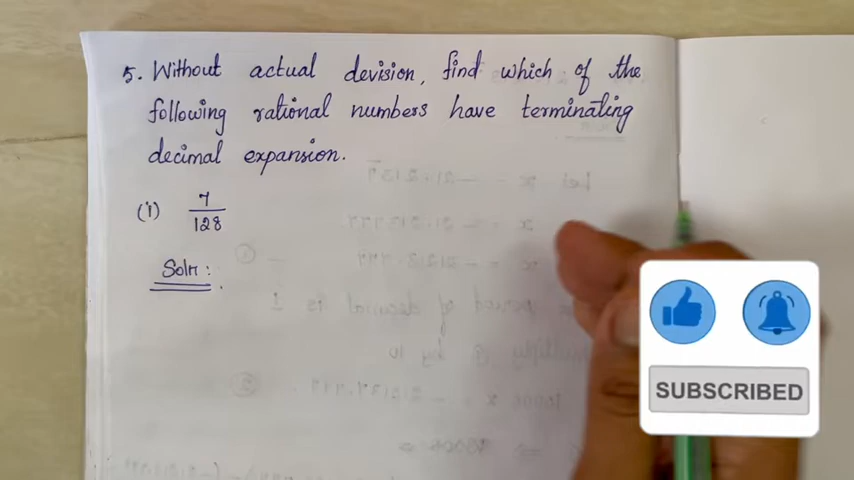 5. Without actual devision, find which of the
following rational numbers have terminating
decimal expansion.
(i) 7/128
Soln:
SUBSCRIBED